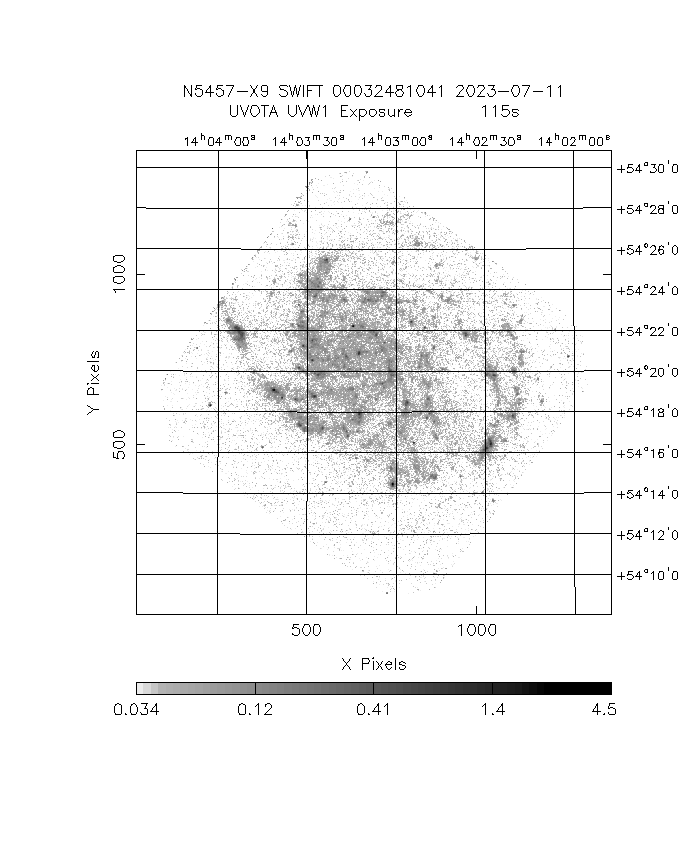 N5457-X9 SWIFT 00032481041 2023-07-11
UVOTA UVW1 Exposure 115s
14ʰ04ᵐ00ˢ 14ʰ03ᵐ30ˢ 14ʰ03ᵐ00ˢ 14ʰ02ᵐ30ˢ 14ʰ02ᵐ00ˢ
+54°30'0
+54°28'0
+54°26'0
+54°24'0
+54°22'0
+54°20'0
+54°18'0
+54°16'0
+54°14'0
+54°12'0
+54°10'0
1000
500
Y Pixels
500 1000
X Pixels
0.034 0.12 0.41 1.4 4.5